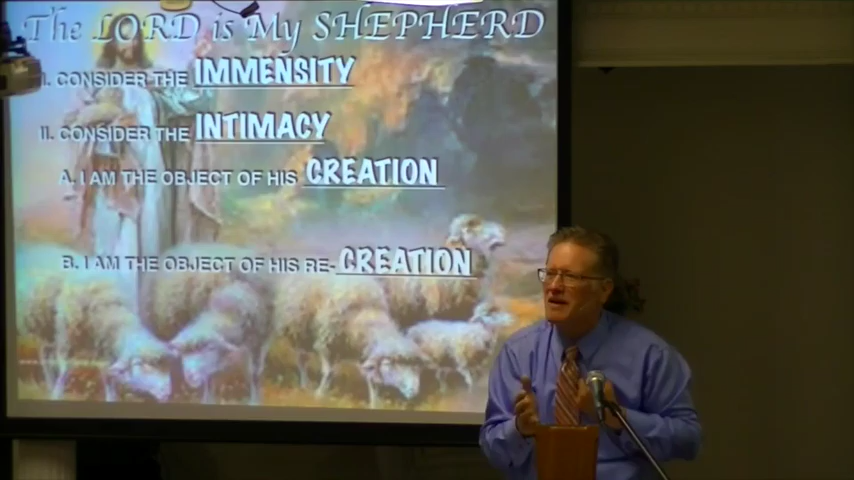 The LORD is My SHEPHERD
I. CONSIDER THE IMMENSITY
II. CONSIDER THE INTIMACY
A. I AM THE OBJECT OF HIS CREATION
B. I AM THE OBJECT OF HIS RE-CREATION